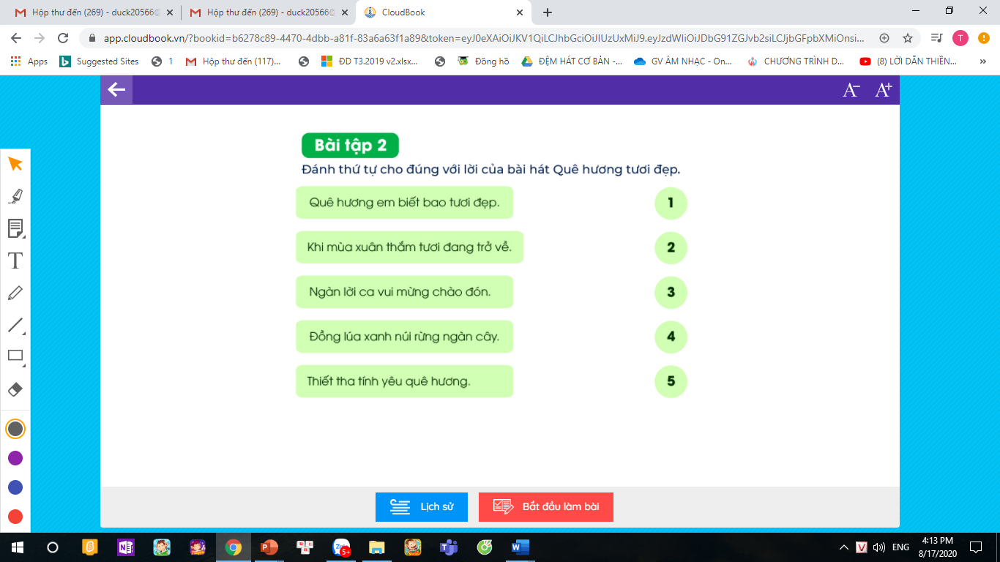 Hộp thư đến (269) - duck20566@
Hộp thư đến (269) - duck20566@
CloudBook
app.cloudbook.vn/?bookid=b6278c89-4470-4dbb-a81f-83a6a63f1a89&token=eyJ0eXAiOiJKV1QiLCJhbGciOiJIUzUxMiJ9.eyJzdWIiOiJDbG91ZGJvb2siLCJjbGFpbXMiOnsi...
T
Apps
Suggested Sites
1
Hộp thư đến (117)...
ĐD T3.2019 v2.xlsx...
Đồng hồ
ĐỆM HÁT CƠ BẢN -...
GV ÂM NHẠC - On...
CHƯƠNG TRÌNH D...
(8) LỜI DẪN THIỀN...
A-
A+
T
Bài tập 2
Đánh thứ tự cho đúng với lời của bài hát Quê hương tươi đẹp.
Quê hương em biết bao tươi đẹp. 1
Khi mùa xuân thắm tươi đang trở về. 2
Ngàn lời ca vui mừng chào đón. 3
Đồng lúa xanh núi rừng ngàn cây. 4
Thiết tha tính yêu quê hương. 5
Lịch sử
Bắt đầu làm bài
5+
ENG
4:13 PM
8/17/2020